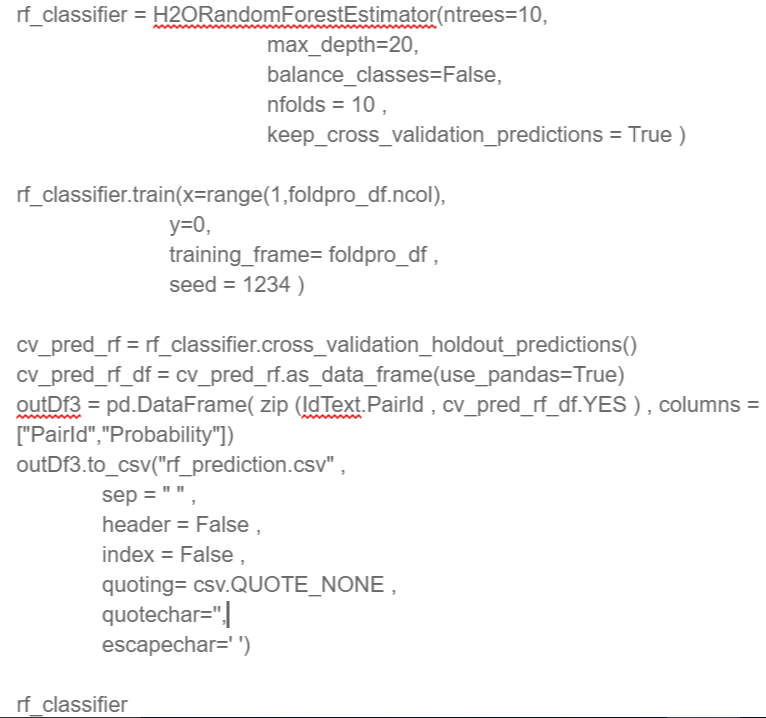 rf_classifier = H2ORandomForestEstimator(ntrees=10,
max_depth=20,
balance_classes=False,
nfolds = 10 ,
keep_cross_validation_predictions = True )
rf_classifier.train(x=range(1,foldpro_df.ncol),
y=0,
training_frame= foldpro_df ,
seed = 1234 )
cv_pred_rf = rf_classifier.cross_validation_holdout_predictions()
cv_pred_rf_df = cv_pred_rf.as_data_frame(use_pandas=True)
outDf3 = pd.DataFrame( zip (IdText.PairId , cv_pred_rf_df.YES ) , columns =
["PairId","Probability"])
outDf3.to_csv("rf_prediction.csv" ,
sep = " " ,
header = False ,
index = False ,
quoting= csv.QUOTE_NONE ,
quotechar='',
escapechar=' ')
rf_classifier